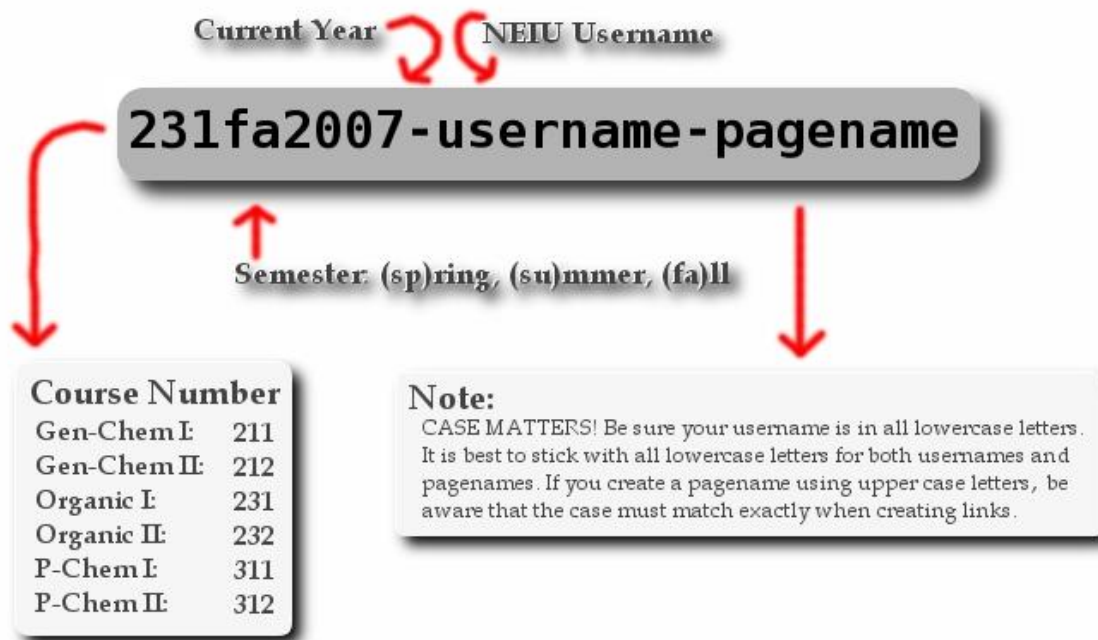 Current Year
NEIU Username
231fa2007-username-pagename
Semester: (sp)ring, (su)mmer, (fa)ll
Course Number
Gen-Chem I: 211
Gen-Chem II: 212
Organic I: 231
Organic II: 232
P-Chem I: 311
P-Chem II: 312
Note:
CASE MATTERS! Be sure your username is in all lowercase letters.
It is best to stick with all lowercase letters for both usernames and
pagenames. If you create a pagename using upper case letters, be
aware that the case must match exactly when creating links.